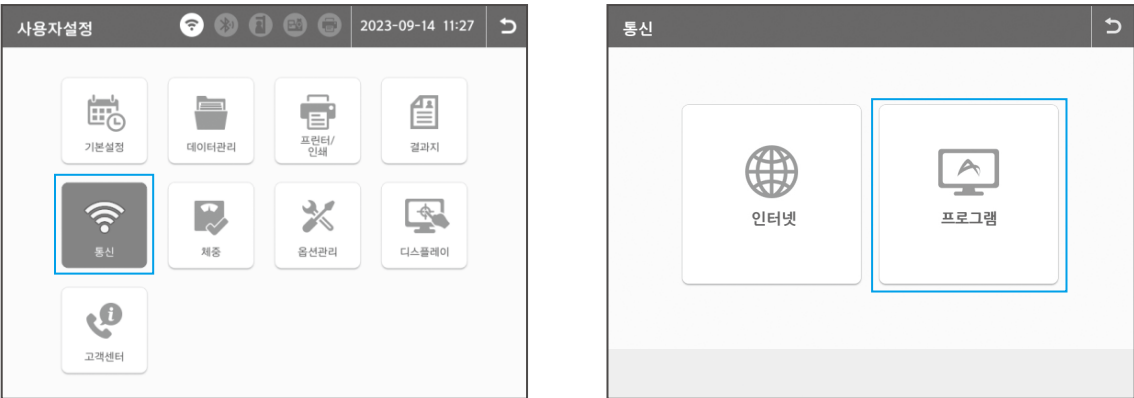 사용자설정
2023-09-14 11:27
기본설정
데이터관리
프린터/
인쇄
결과지
통신
체중
옵션관리
디스플레이
고객센터
통신
인터넷
프로그램